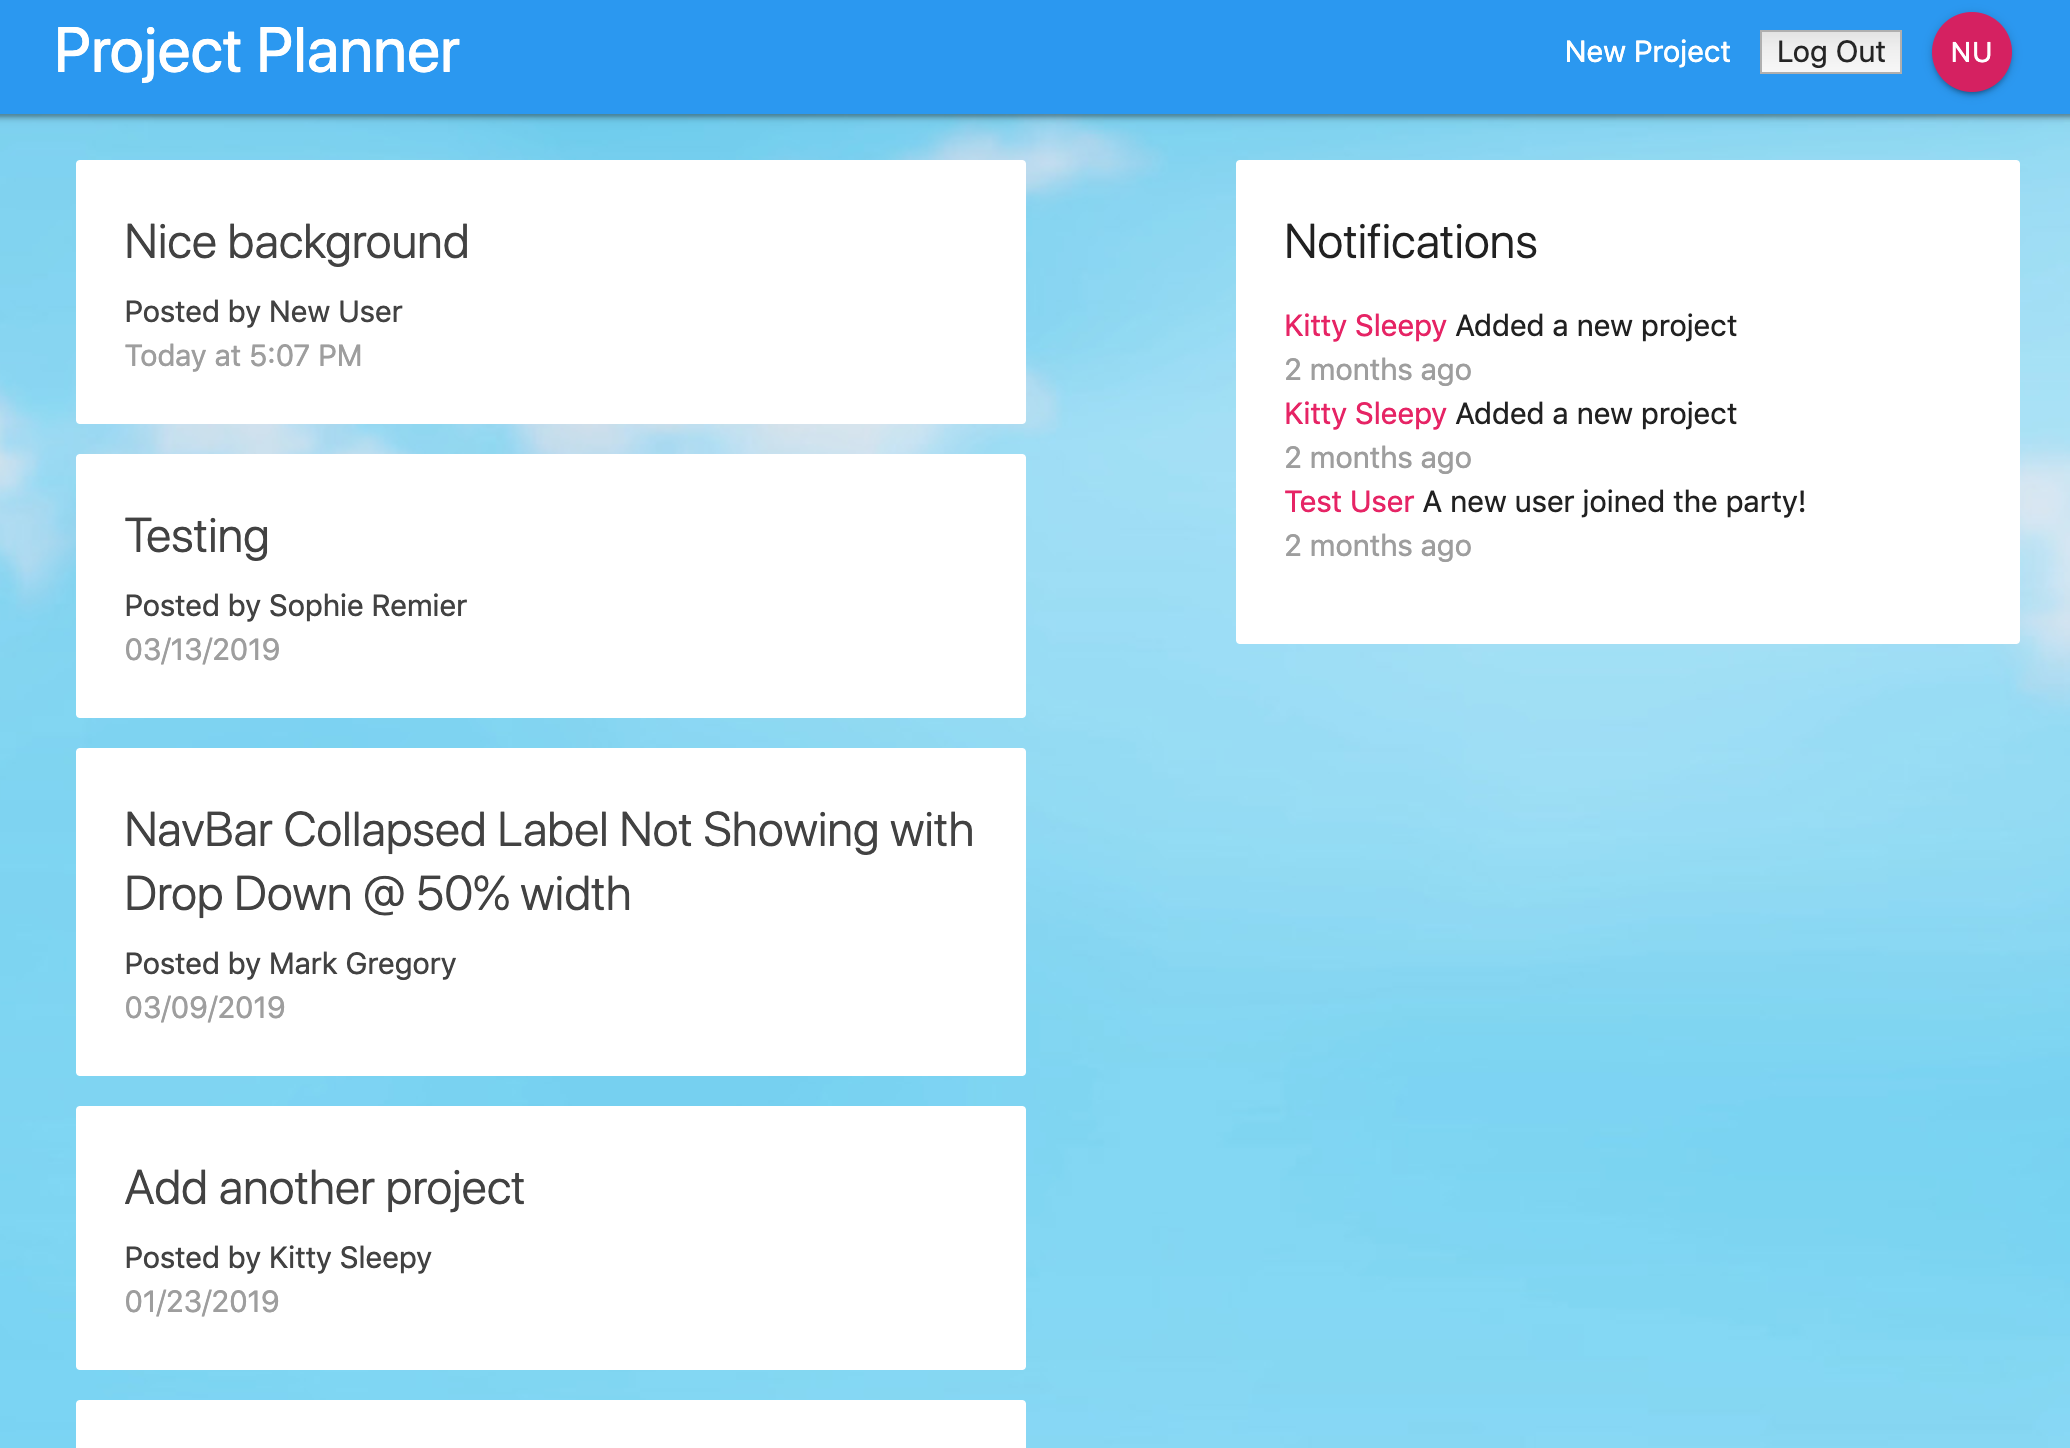 Project Planner
New Project
Log Out
NU
Nice background
Posted by New User
Today at 5:07 PM
Testing
Posted by Sophie Remier
03/13/2019
NavBar Collapsed Label Not Showing with
Drop Down @ 50% width
Posted by Mark Gregory
03/09/2019
Add another project
Posted by Kitty Sleepy
01/23/2019
Notifications
Kitty Sleepy Added a new project
2 months ago
Kitty Sleepy Added a new project
2 months ago
Test User A new user joined the party!
2 months ago